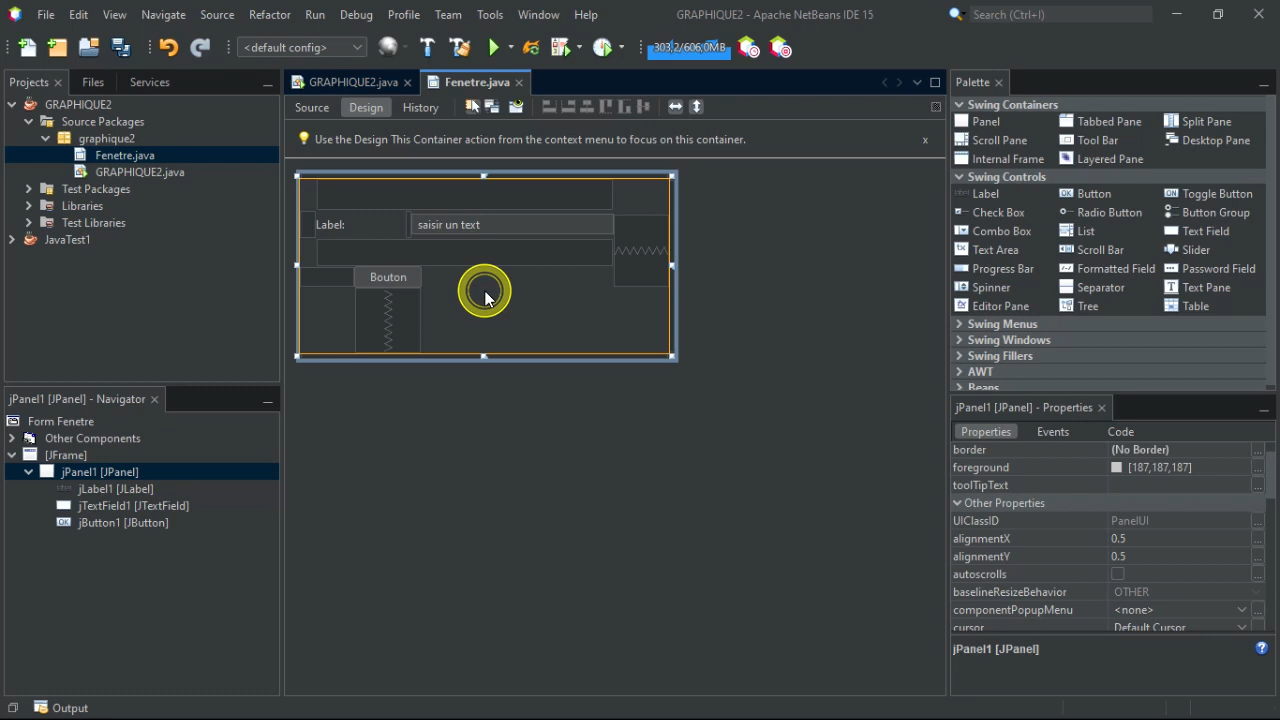 File Edit View Navigate Source Refactor Run Debug Profile Team Tools Window Help GRAPHIQUE2 - Apache NetBeans IDE 15 Search (Ctrl+I)
<default config> 303,2/606,0MB
Projects Files Services GRAPHIQUE2.java Fenetre.java Palette
GRAPHIQUE2
Source Packages
graphique2
Fenetre.java
GRAPHIQUE2.java
Test Packages
Libraries
Test Libraries
JavaTest1
Source Design History
Use the Design This Container action from the context menu to focus on this container. x
Label: saisir un text
Bouton
Swing Containers
Panel Tabbed Pane Split Pane
Scroll Pane Tool Bar Desktop Pane
Internal Frame Layered Pane
Swing Controls
Label Button Toggle Button
Check Box Radio Button Button Group
Combo Box List Text Field
Text Area Scroll Bar Slider
Progress Bar Formatted Field Password Field
Spinner Separator Text Pane
Editor Pane Tree Table
Swing Menus
Swing Windows
Swing Fillers
AWT
Beans
jPanel1 [JPanel] - Navigator
Form Fenetre
Other Components
[JFrame]
jPanel1 [JPanel]
jLabel1 [JLabel]
jTextField1 [JTextField]
jButton1 [JButton]
jPanel1 [JPanel] - Properties
Properties Events Code
border (No Border) ...
foreground [187,187,187] ...
toolTipText ...
Other Properties
UIClassID PanelUI ...
alignmentX 0.5 ...
alignmentY 0.5 ...
autoscrolls ...
baselineResizeBehavior OTHER
componentPopupMenu <none> ...
cursor Default Cursor
jPanel1 [JPanel]
Output